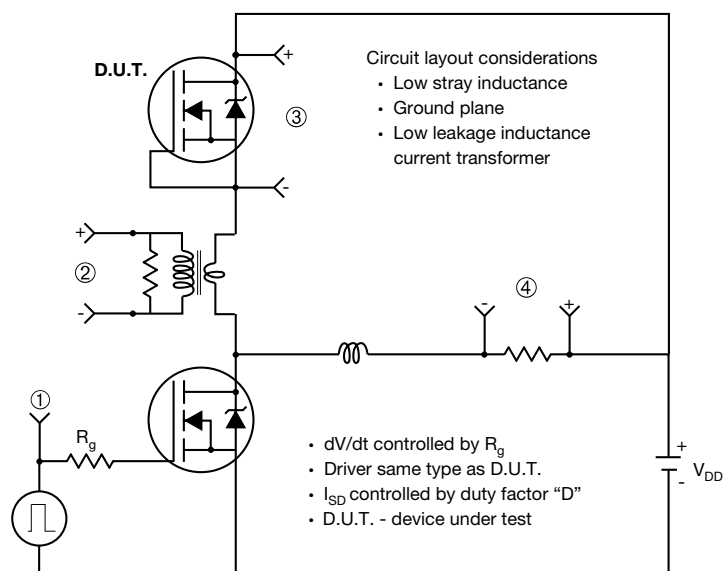 D.U.T.
+
-
③
Circuit layout considerations
• Low stray inductance
• Ground plane
• Low leakage inductance
current transformer
+
②
-
-
④
+
①
Rg
• dV/dt controlled by Rg
• Driver same type as D.U.T.
• ISD controlled by duty factor “D”
• D.U.T. - device under test
+
-
VDD